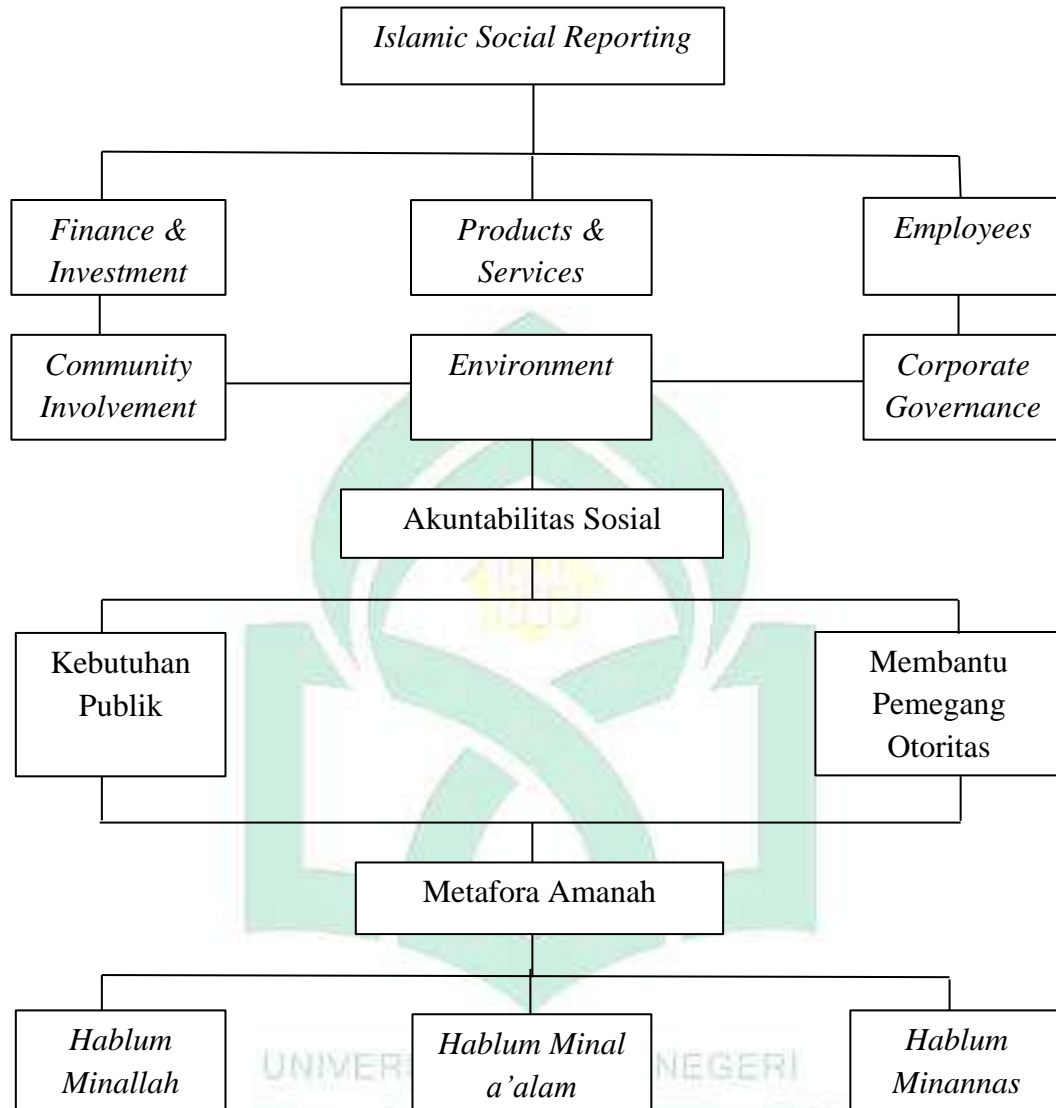 Islamic Social Reporting
Finance &
Investment
Products &
Services
Employees
Community
Involvement
Environment
Corporate
Governance
Akuntabilitas Sosial
Kebutuhan
Publik
Membantu
Pemegang
Otoritas
Metafora Amanah
Hablum
Minallah
Hablum Minal
a’alam
Hablum
Minannas
UNIVER
NEGERI